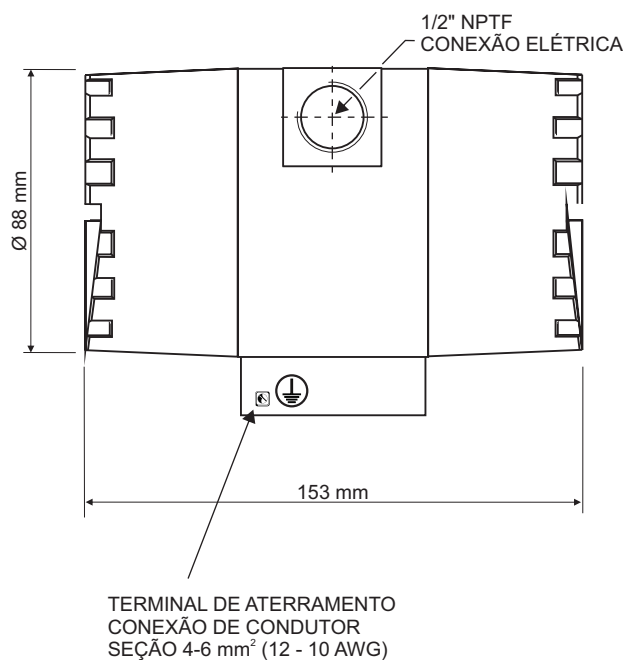 1/2" NPTF
CONEXÃO ELÉTRICA
Ø 88 mm
153 mm
TERMINAL DE ATERRAMENTO
CONEXÃO DE CONDUTOR
SEÇÃO 4-6 mm² (12 - 10 AWG)